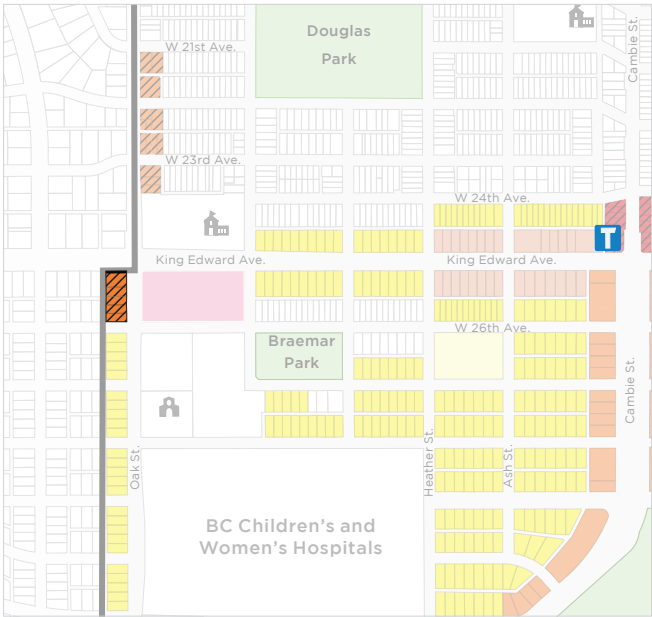 Douglas
Park
Cambie St.
W 21st Ave.
W 23rd Ave.
W 24th Ave.
T
King Edward Ave.
King Edward Ave.
W 26th Ave.
Braemar
Park
Cambie St.
Oak St.
Heather St.
Ash St.
BC Children's and
Women's Hospitals